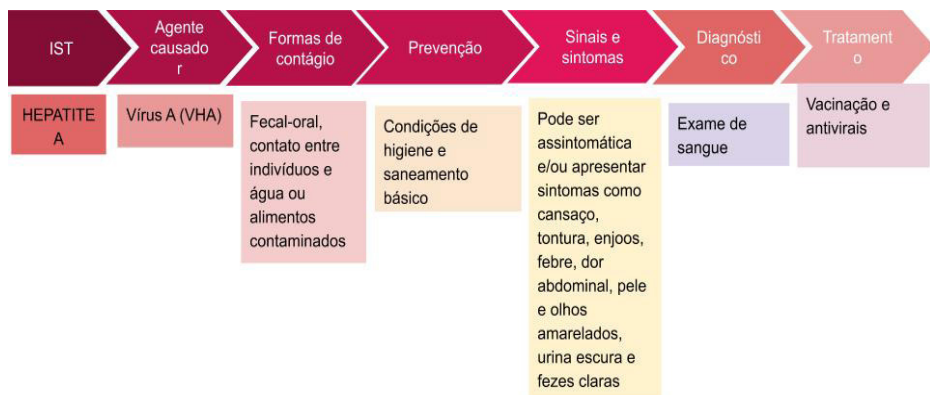 IST
Agente
causado
r
Formas de
contágio
Prevenção
Sinais e
sintomas
Diagnósti
co
Tratament
o
HEPATITE
A
Vírus A (VHA)
Fecal-oral,
contato entre
indivíduos e
água ou
alimentos
contaminados
Condições de
higiene e
saneamento
básico
Pode ser
assintomática
e/ou apresentar
sintomas como
cansaço,
tontura, enjoos,
febre, dor
abdominal, pele
e olhos
amarelados,
urina escura e
fezes claras
Exame de
sangue
Vacinação e
antivirais